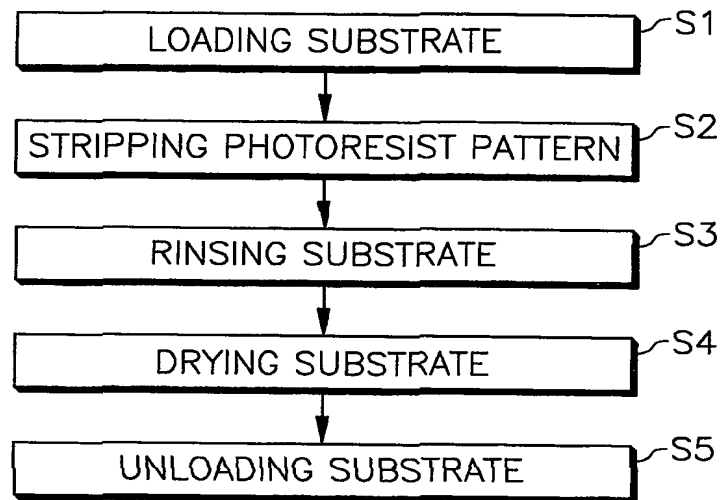 LOADING SUBSTRATE S1
STRIPPING PHOTORESIST PATTERN S2
RINSING SUBSTRATE S3
DRYING SUBSTRATE S4
UNLOADING SUBSTRATE S5